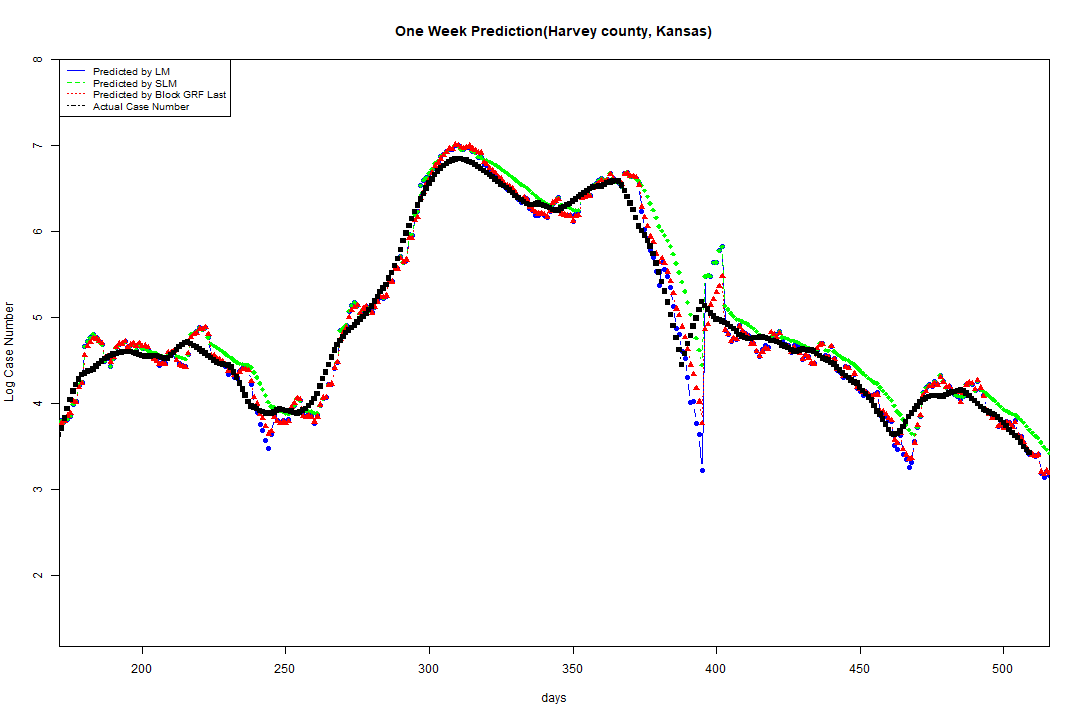 One Week Prediction(Harvey county, Kansas)
Predicted by LM
Predicted by SLM
Predicted by Block GRF Last
Actual Case Number
8
7
6
5
4
3
2
Log Case Number
200 250 300 350 400 450 500
days